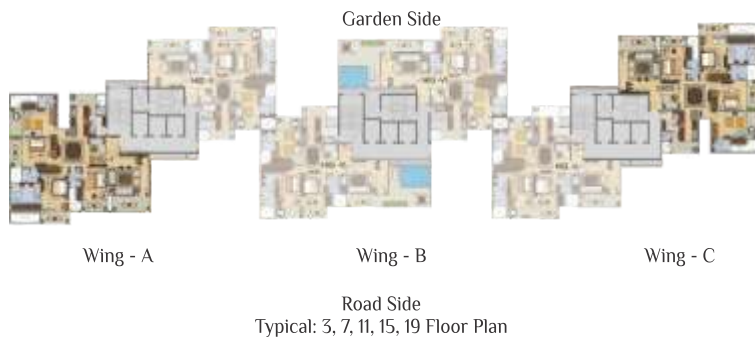 Garden Side
Wing - A
Wing - B
Wing - C
Road Side
Typical: 3, 7, 11, 15, 19 Floor Plan